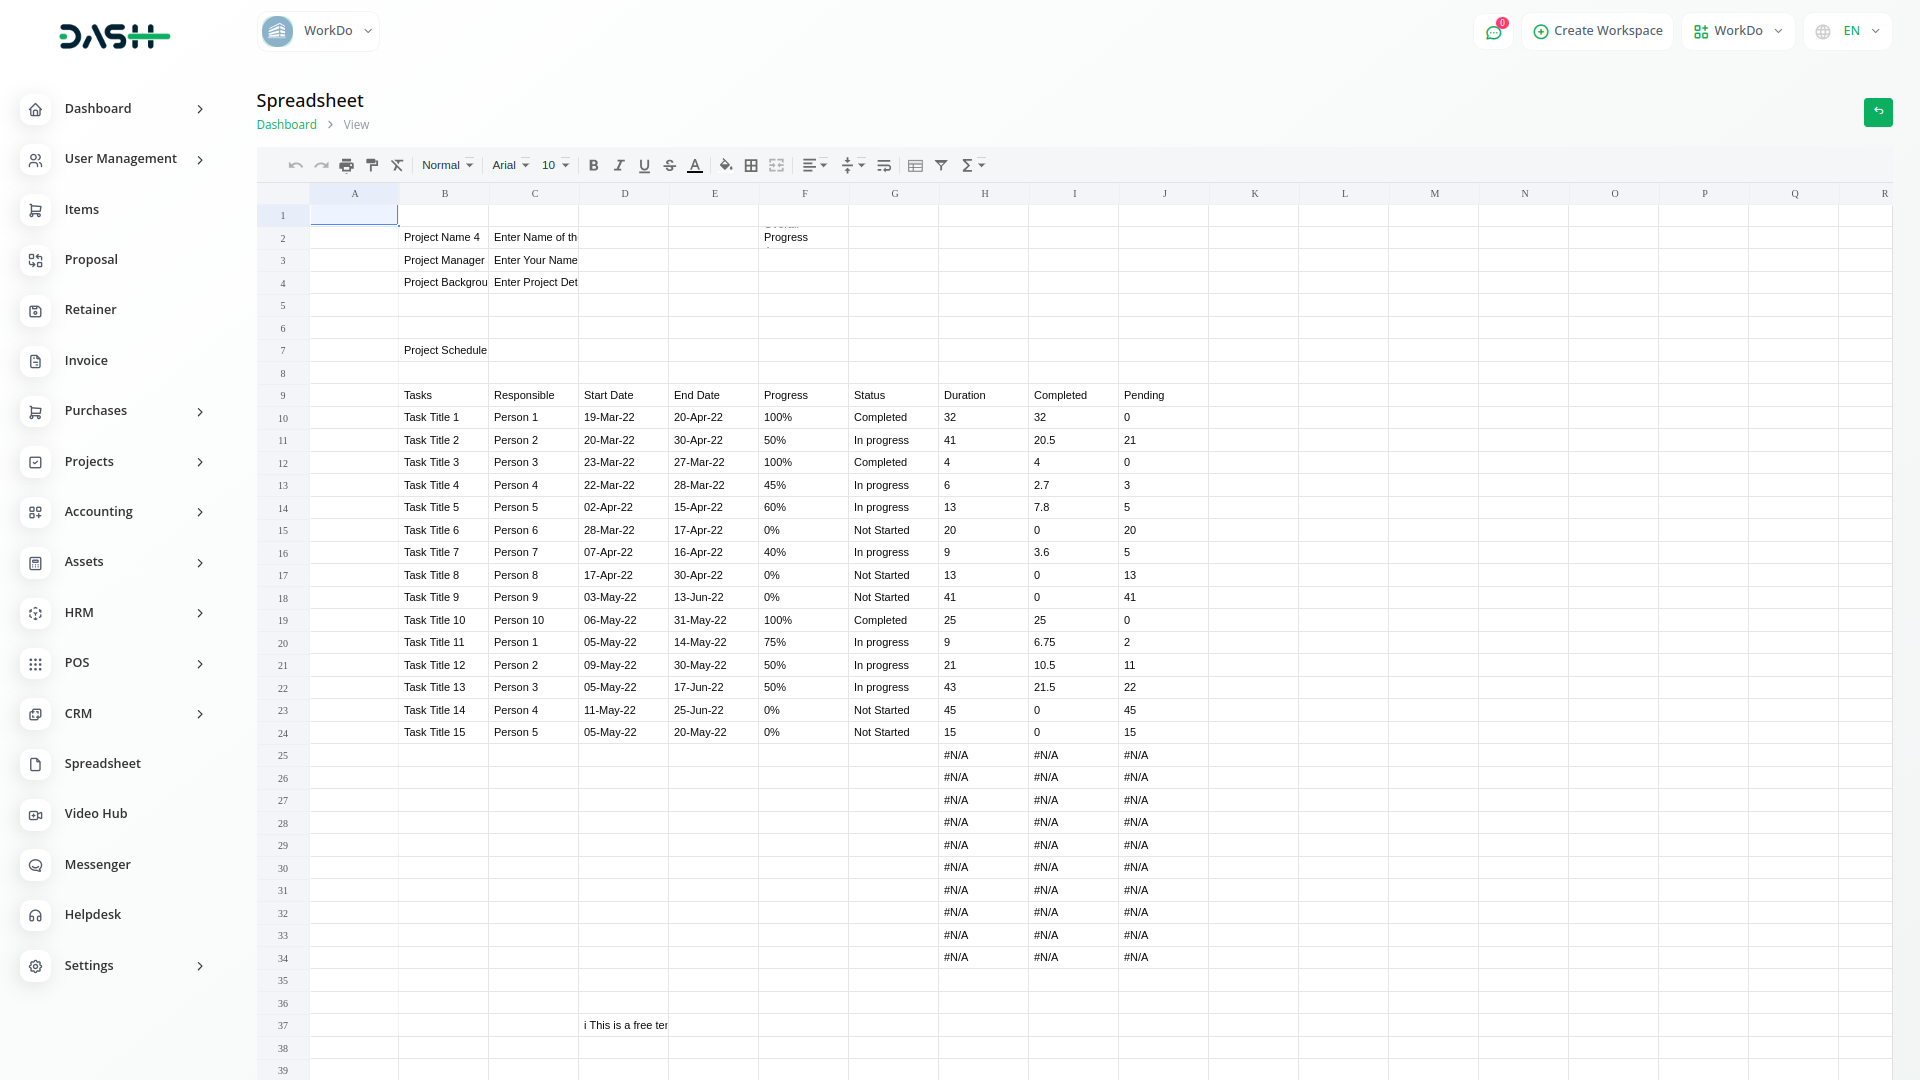 DASH
WorkDo
0
Create Workspace
WorkDo
EN
Dashboard
User Management
Items
Proposal
Retainer
Invoice
Purchases
Projects
Accounting
Assets
HRM
POS
CRM
Spreadsheet
Video Hub
Messenger
Helpdesk
Settings
Spreadsheet
Dashboard > View
Normal Arial 10 B I U S A Σ
A B C D E F G H I J K L M N O P Q R
1
2 Project Name 4 Enter Name of th Progress
3 Project Manager Enter Your Name
4 Project Backgrou Enter Project Det
5
6
7 Project Schedule
8
9 Tasks Responsible Start Date End Date Progress Status Duration Completed Pending
10 Task Title 1 Person 1 19-Mar-22 20-Apr-22 100% Completed 32 32 0
11 Task Title 2 Person 2 20-Mar-22 30-Apr-22 50% In progress 41 20.5 21
12 Task Title 3 Person 3 23-Mar-22 27-Mar-22 100% Completed 4 4 0
13 Task Title 4 Person 4 22-Mar-22 28-Mar-22 45% In progress 6 2.7 3
14 Task Title 5 Person 5 02-Apr-22 15-Apr-22 60% In progress 13 7.8 5
15 Task Title 6 Person 6 28-Mar-22 17-Apr-22 0% Not Started 20 0 20
16 Task Title 7 Person 7 07-Apr-22 16-Apr-22 40% In progress 9 3.6 5
17 Task Title 8 Person 8 17-Apr-22 30-Apr-22 0% Not Started 13 0 13
18 Task Title 9 Person 9 03-May-22 13-Jun-22 0% Not Started 41 0 41
19 Task Title 10 Person 10 06-May-22 31-May-22 100% Completed 25 25 0
20 Task Title 11 Person 1 05-May-22 14-May-22 75% In progress 9 6.75 2
21 Task Title 12 Person 2 09-May-22 30-May-22 50% In progress 21 10.5 11
22 Task Title 13 Person 3 05-May-22 17-Jun-22 50% In progress 43 21.5 22
23 Task Title 14 Person 4 11-May-22 25-Jun-22 0% Not Started 45 0 45
24 Task Title 15 Person 5 05-May-22 20-May-22 0% Not Started 15 0 15
25 #N/A #N/A #N/A
26 #N/A #N/A #N/A
27 #N/A #N/A #N/A
28 #N/A #N/A #N/A
29 #N/A #N/A #N/A
30 #N/A #N/A #N/A
31 #N/A #N/A #N/A
32 #N/A #N/A #N/A
33 #N/A #N/A #N/A
34 #N/A #N/A #N/A
35
36
37 i This is a free ter
38
39